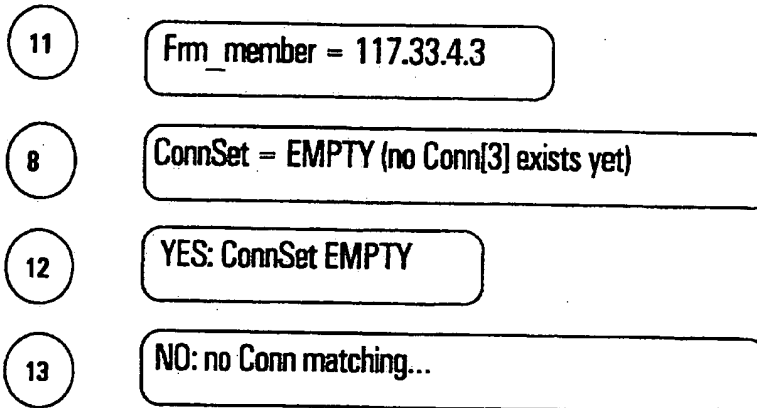 11 Frm_member = 117.33.4.3
8 ConnSet = EMPTY (no Conn[3] exists yet)
12 YES: ConnSet EMPTY
13 NO: no Conn matching...